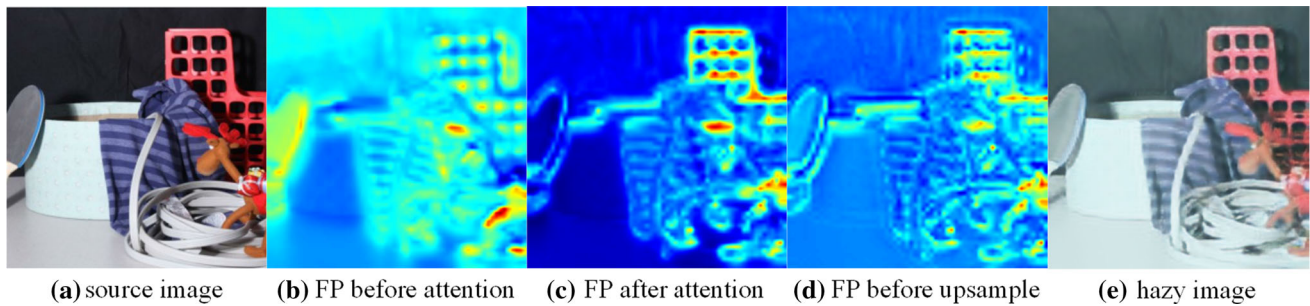 (a) source image (b) FP before attention (c) FP after attention (d) FP before upsample (e) hazy image